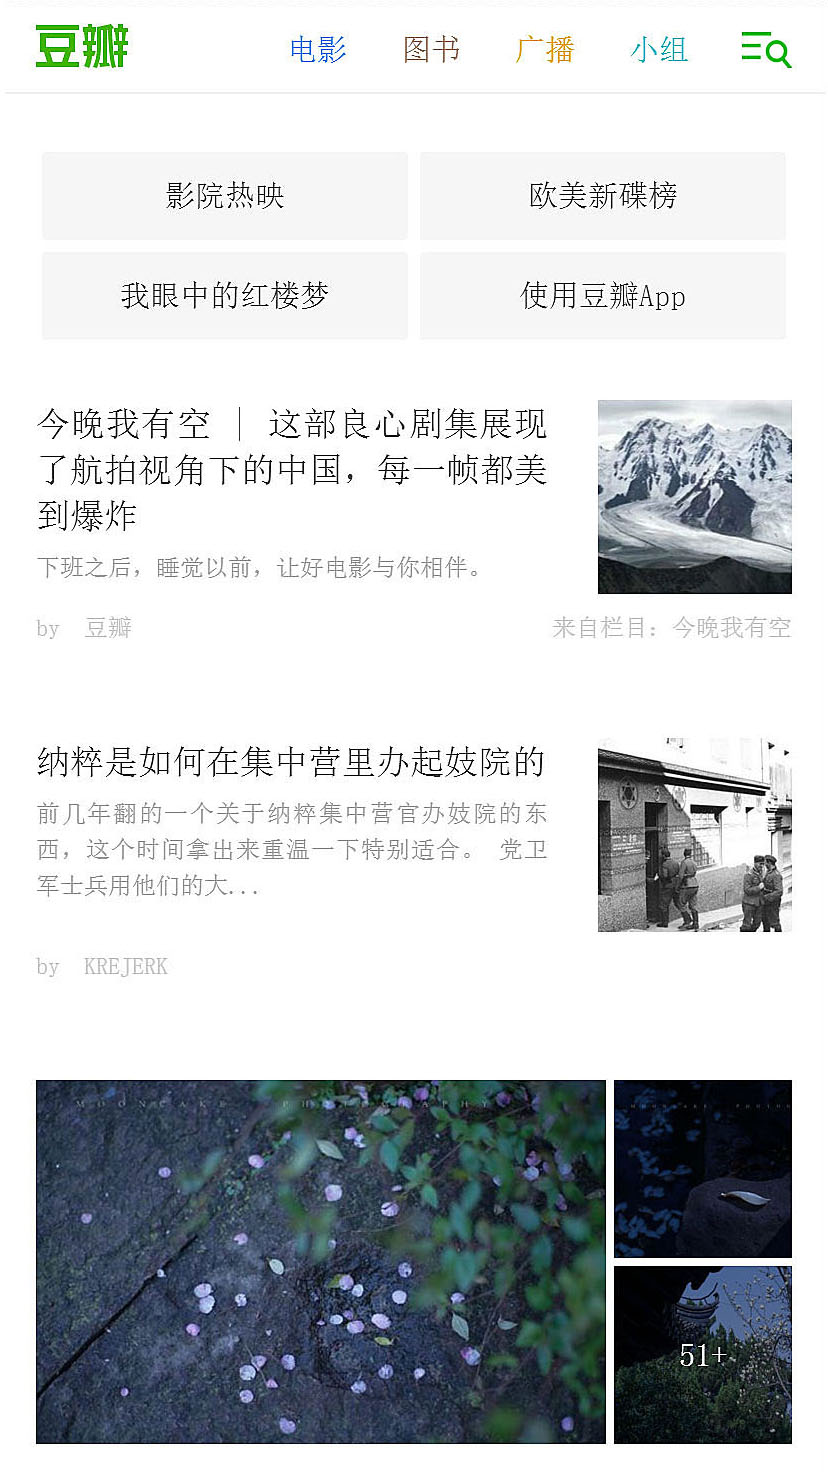 豆瓣 电影 图书 广播 小组
影院热映 欧美新碟榜
我眼中的红楼梦 使用豆瓣App
今晚我有空 | 这部良心剧集展现
了航拍视角下的中国，每一帧都美
到爆炸
下班之后，睡觉以前，让好电影与你相伴。
by 豆瓣 来自栏目：今晚我有空
纳粹是如何在集中营里办起妓院的
前几年翻的一个关于纳粹集中营官办妓院的东
西，这个时间拿出来重温一下特别适合。 党卫
军士兵用他们的大...
by KREJERK
MOONCAKE PHOTOGRAPHY
51+